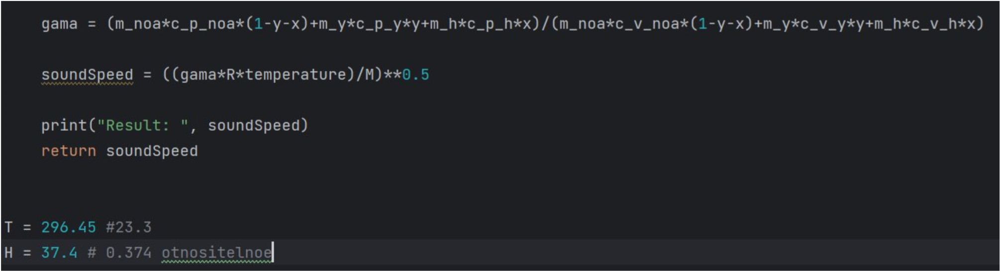 gama = (m_noa*c_p_noa*(1-y-x)+m_y*c_p_y*y+m_h*c_p_h*x)/(m_noa*c_v_noa*(1-y-x)+m_y*c_v_y*y+m_h*c_v_h*x)
soundSpeed = ((gama*R*temperature)/M)**0.5
print("Result: ", soundSpeed)
return soundSpeed
T = 296.45 #23.3
H = 37.4 # 0.374 otnositelnoe